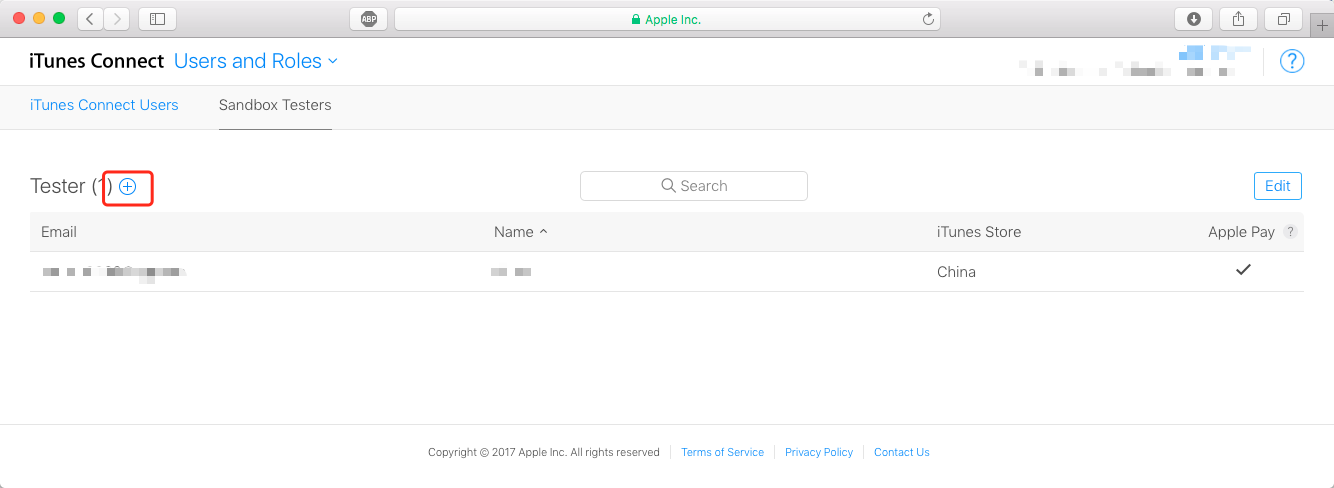 ABP
Apple Inc.
iTunes Connect Users and Roles
?
iTunes Connect Users Sandbox Testers
Tester (1)
Search
Edit
Email Name iTunes Store Apple Pay ?
China
Copyright © 2017 Apple Inc. All rights reserved Terms of Service Privacy Policy Contact Us